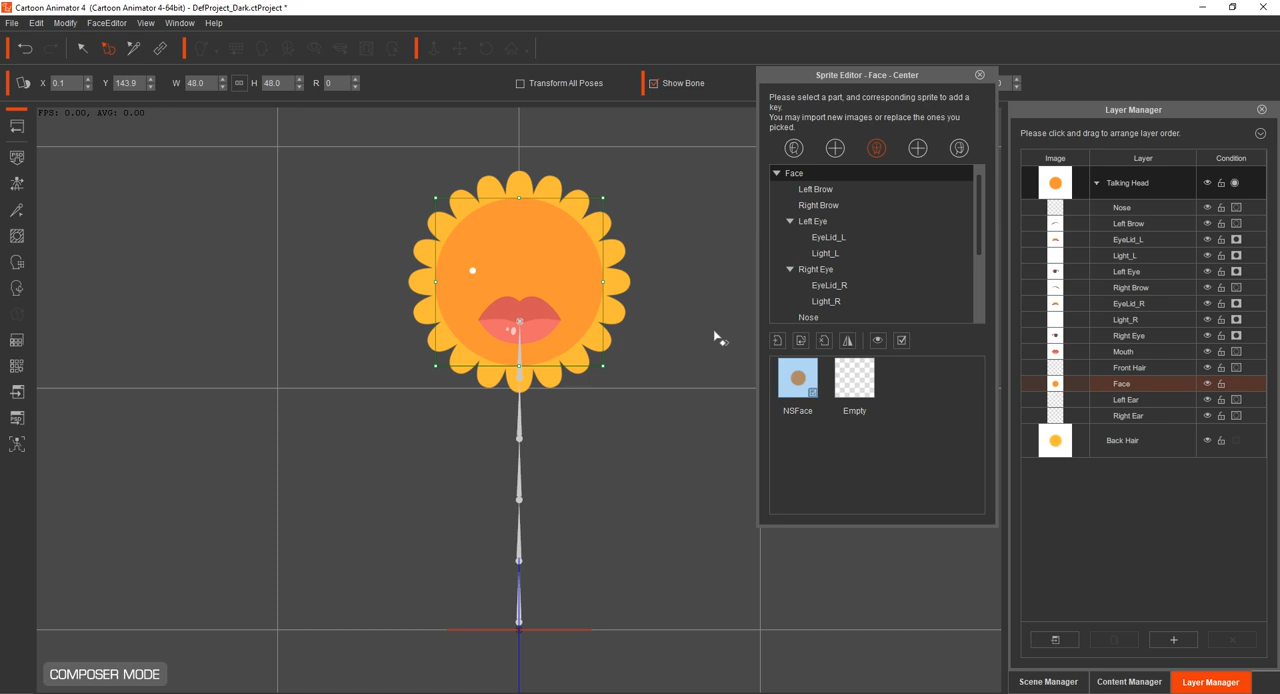 Cartoon Animator 4 (Cartoon Animator 4-64bit) - DefProject_Dark.ctProject *
File Edit Modify FaceEditor View Window Help
X 0.1 Y 143.9 W 48.0 H 48.0 R 0 Transform All Poses Show Bone
FPS: 0.00, AVG: 0.00
Sprite Editor - Face - Center
Please select a part, and corresponding sprite to add a
key.
You may import new images or replace the ones you
picked.
Face
Left Brow
Right Brow
Left Eye
EyeLid_L
Light_L
Right Eye
EyeLid_R
Light_R
Nose
NSFace Empty
Layer Manager
Please click and drag to arrange layer order.
Image Layer Condition
Talking Head
Nose
Left Brow
EyeLid_L
Light_L
Left Eye
Right Brow
EyeLid_R
Light_R
Right Eye
Mouth
Front Hair
Face
Left Ear
Right Ear
Back Hair
COMPOSER MODE
Scene Manager Content Manager Layer Manager